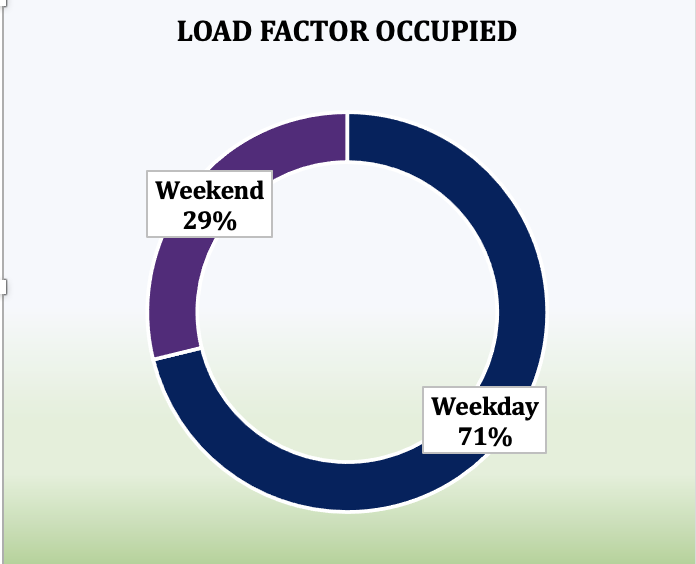 LOAD FACTOR OCCUPIED
Weekend
29%
Weekday
71%